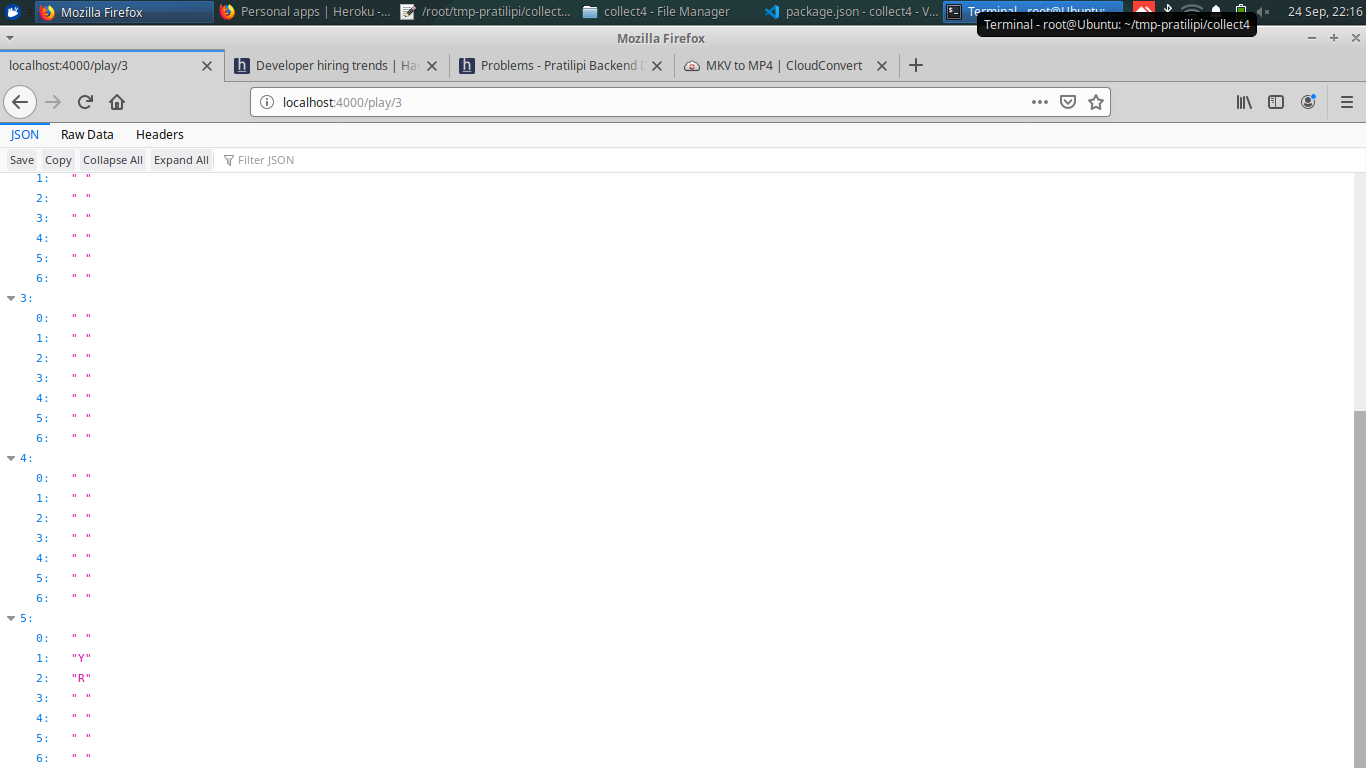 Mozilla Firefox
Personal apps | Heroku -...
/root/tmp-pratilipi/collect...
collect4 - File Manager
package.json - collect4 - V...
Terminal - root@Ubuntu:
24 Sep, 22:16
Terminal - root@Ubuntu: ~/tmp-pratilipi/collect4
Mozilla Firefox
localhost:4000/play/3
Developer hiring trends | Hac
Problems - Pratilipi Backend D
MKV to MP4 | CloudConvert
localhost:4000/play/3
JSON Raw Data Headers
Save Copy Collapse All Expand All Filter JSON
1: " "
2: " "
3: " "
4: " "
5: " "
6: " "
3:
0: " "
1: " "
2: " "
3: " "
4: " "
5: " "
6: " "
4:
0: " "
1: " "
2: " "
3: " "
4: " "
5: " "
6: " "
5:
0: " "
1: "Y"
2: "R"
3: " "
4: " "
5: " "
6: " "